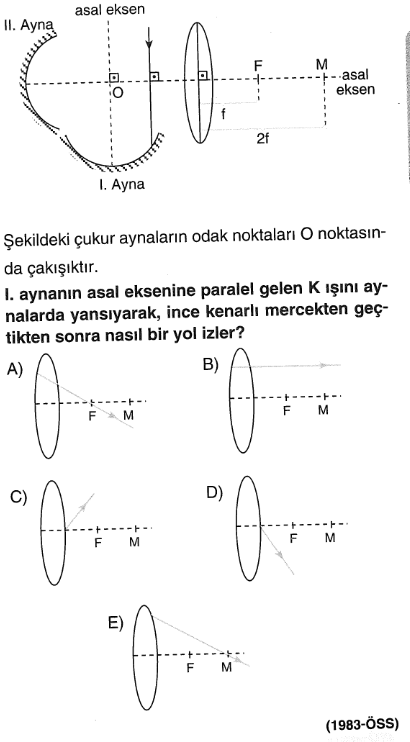 asal eksen
II. Ayna
F
M
asal
eksen
O
f
2f
I. Ayna
Şekildeki çukur aynaların odak noktaları O noktasın-
da çakışıktır.
I. aynanın asal eksenine paralel gelen K ışını ay-
nalarda yansıyarak, ince kenarlı mercekten geç-
tikten sonra nasıl bir yol izler?
A)
F M
B)
F M
C)
F M
D)
F M
E)
F M
(1983-ÖSS)